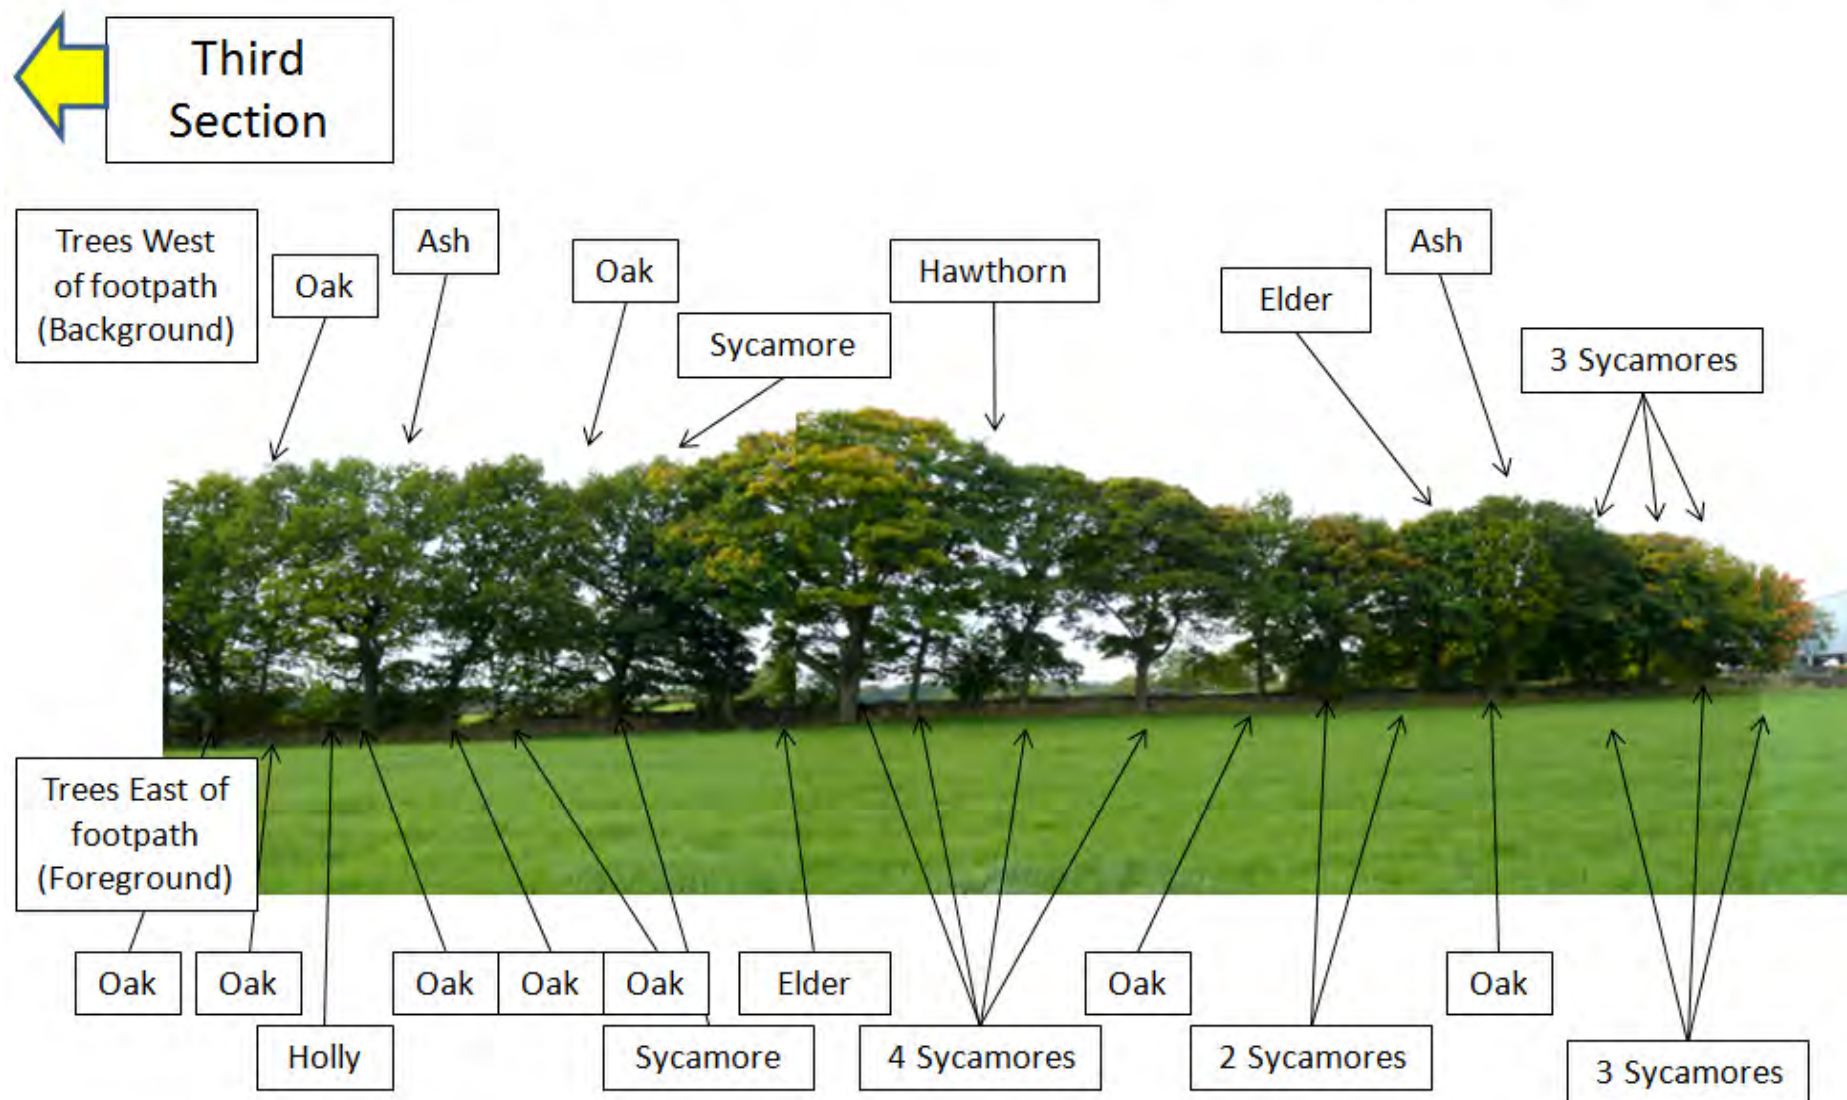 Third
Section
Trees West
of footpath
(Background)
Oak
Ash
Oak
Sycamore
Hawthorn
Elder
Ash
3 Sycamores
Trees East of
footpath
(Foreground)
Oak
Oak
Holly
Oak
Oak
Oak
Sycamore
Elder
4 Sycamores
Oak
2 Sycamores
Oak
3 Sycamores